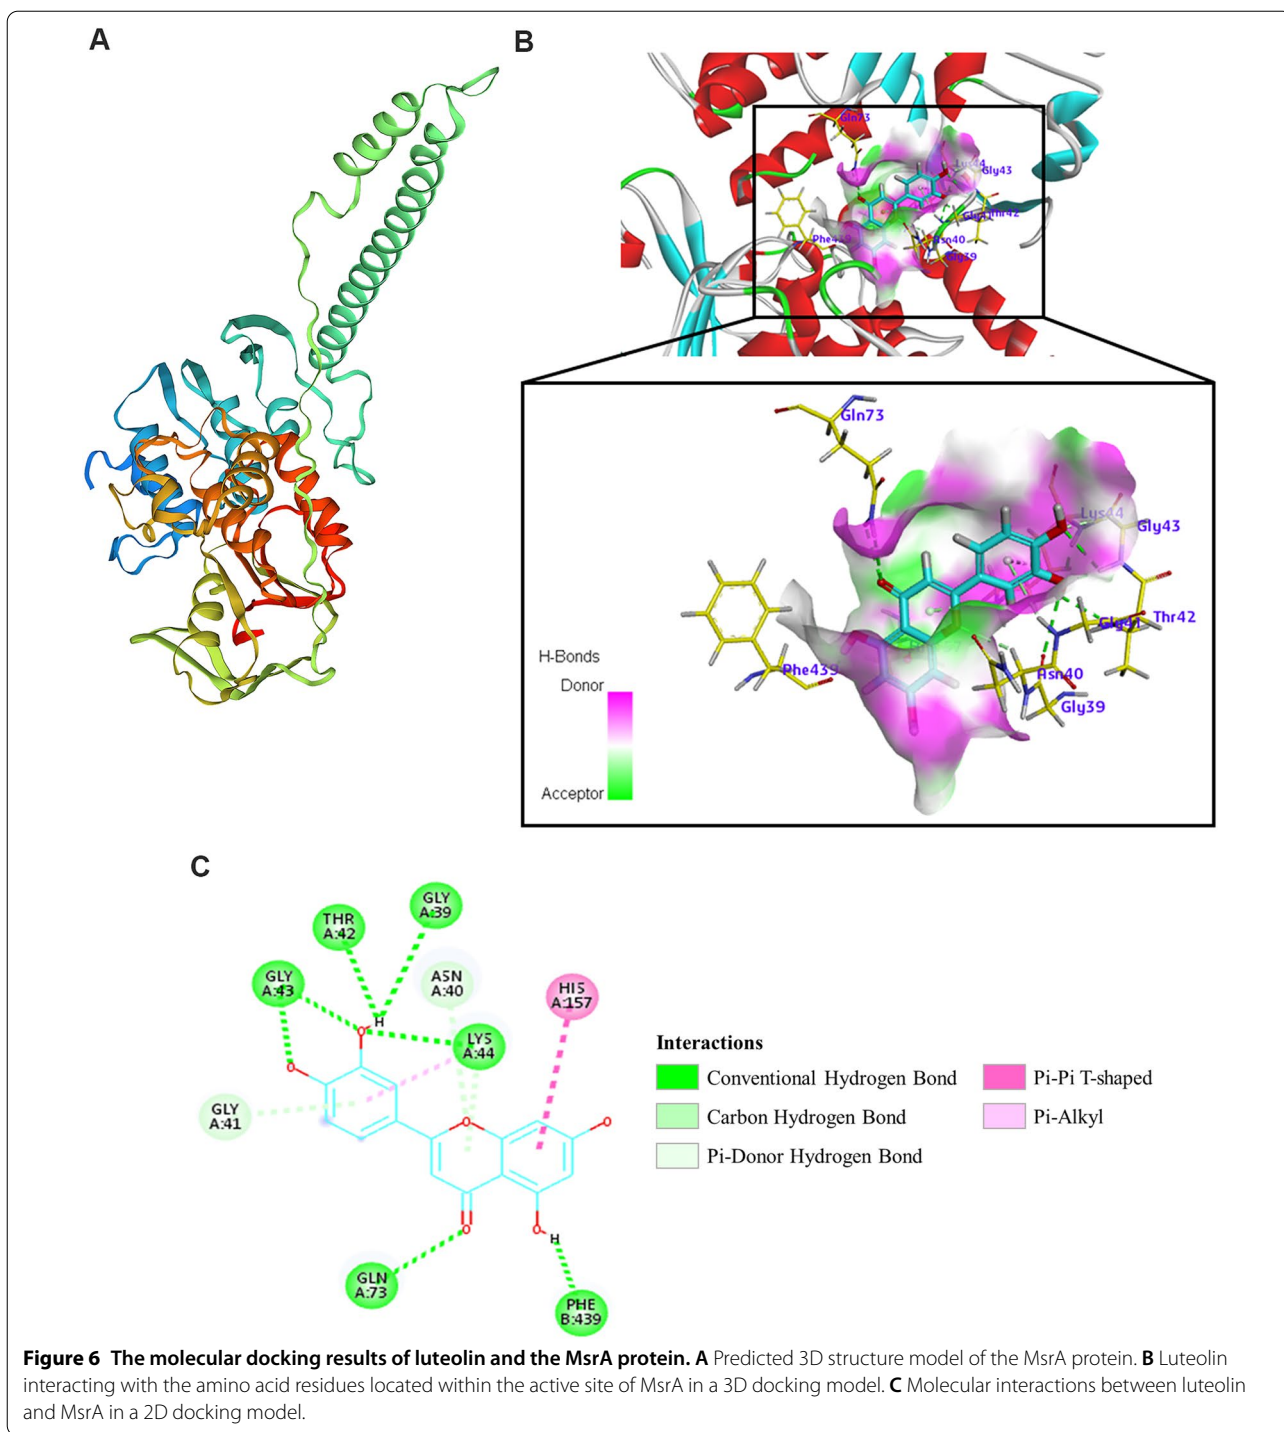 A
B
Gln73
Lys44
Gly43
Thr42
Phe439
Asn40
Gly39
Gln73
Lys44
Gly43
Gly41
Thr42
Phe439
Asn40
Gly39
H-Bonds
Donor
Acceptor
C
GLY
A:39
THR
A:42
ASN
A:40
GLY
A:43
HIS
A:157
H
O
LYS
A:44
O
GLY
A:41
O
O
O
O
H
GLN
A:73
PHE
B:439
Interactions
Conventional Hydrogen Bond
Pi-Pi T-shaped
Carbon Hydrogen Bond
Pi-Alkyl
Pi-Donor Hydrogen Bond
Figure 6 The molecular docking results of luteolin and the MsrA protein. A Predicted 3D structure model of the MsrA protein. B Luteolin
interacting with the amino acid residues located within the active site of MsrA in a 3D docking model. C Molecular interactions between luteolin
and MsrA in a 2D docking model.